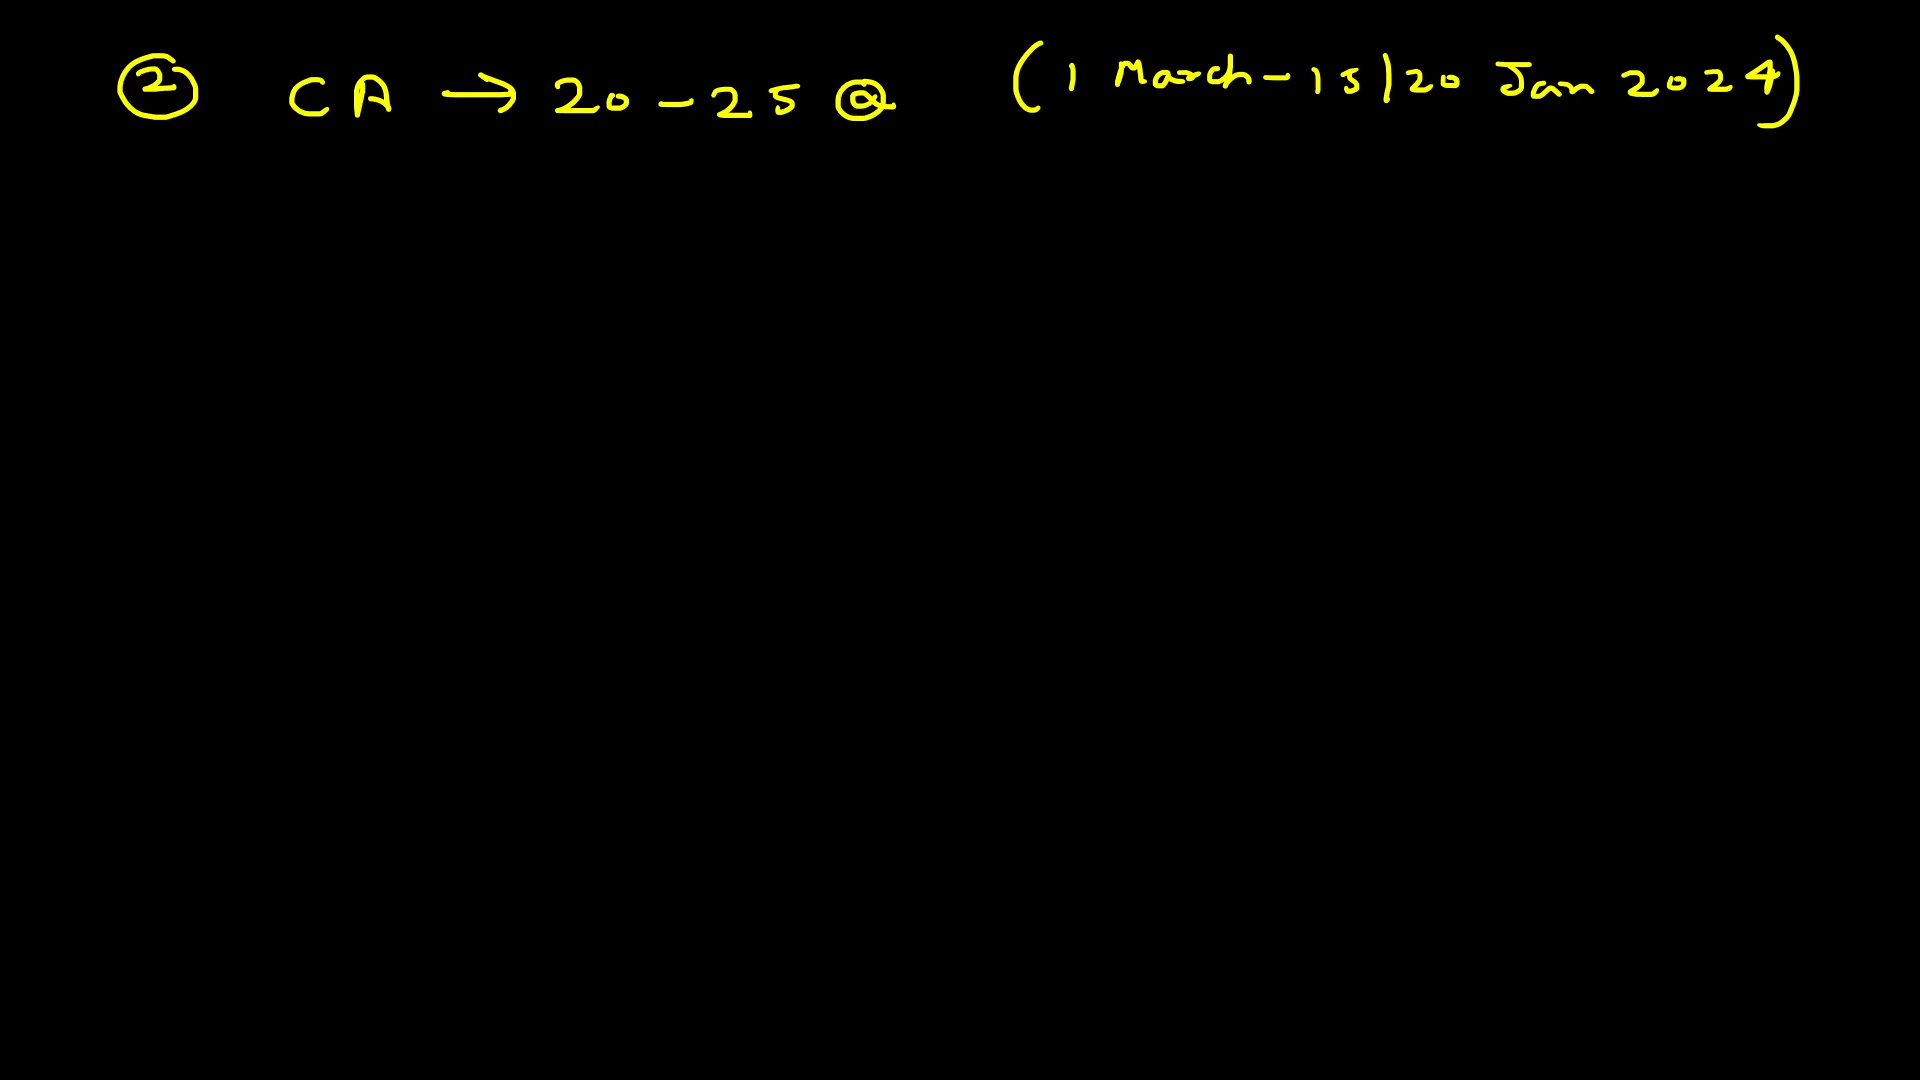 ② CA → 20 - 25 Q (1 March - 15 | 20 Jan 2024)